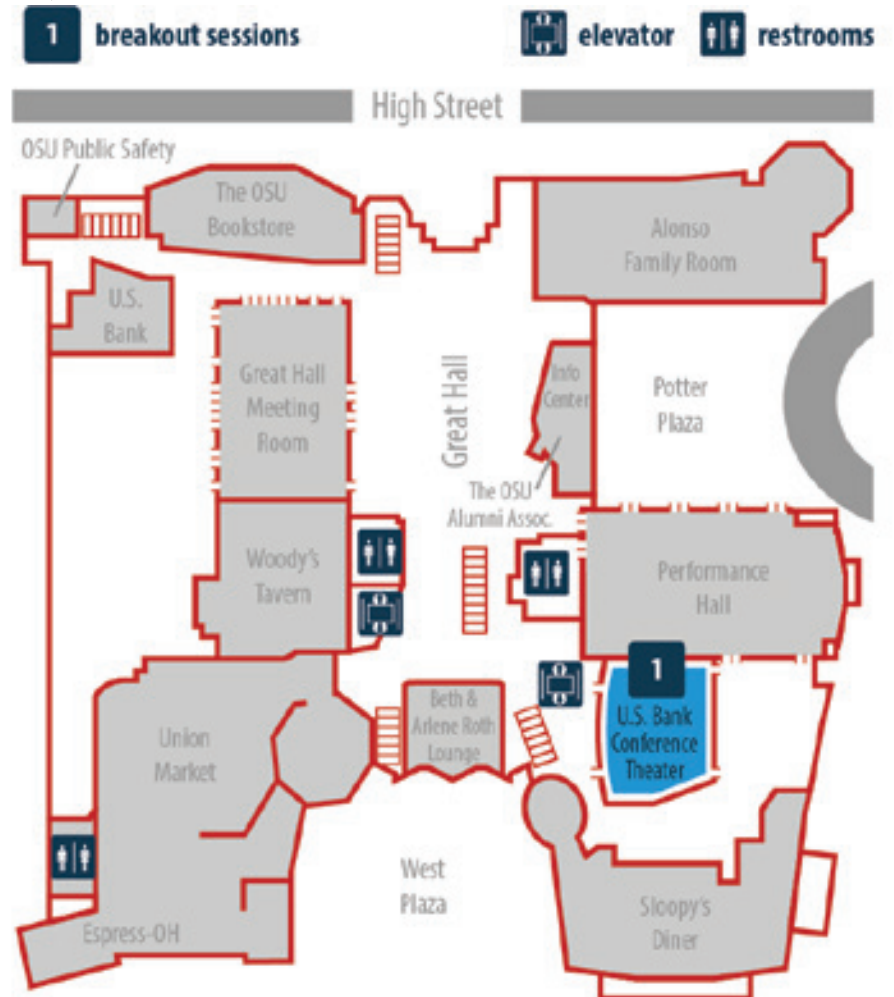 1 breakout sessions
elevator
restrooms
High Street
OSU Public Safety
The OSU
Bookstore
Alonso
Family Room
U.S.
Bank
Great Hall
Meeting
Room
Great Hall
Info
Center
Potter
Plaza
The OSU
Alumni Assoc.
Woody's
Tavern
Performance
Hall
1
U.S. Bank
Conference
Theater
Beth &
Arlene Roth
Lounge
Union
Market
West
Plaza
Espress-OH
Sloopy's
Diner